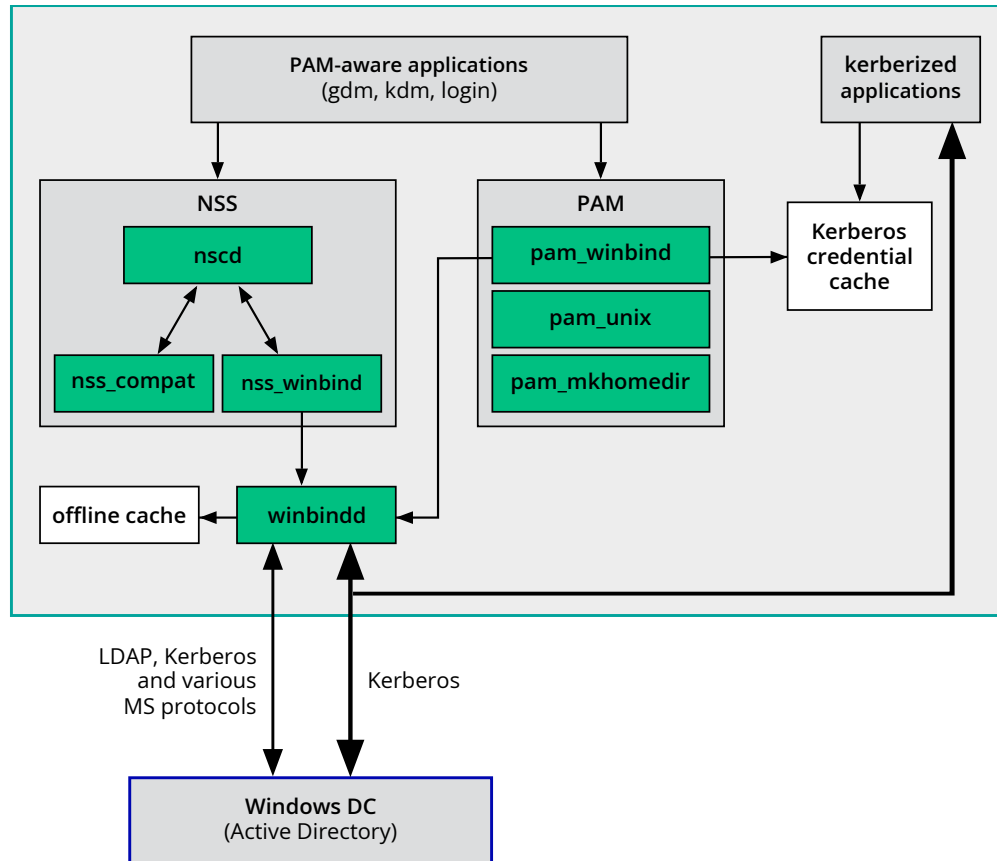 PAM-aware applications
(gdm, kdm, login)
kerberized
applications
NSS
nscd
nss_compat
nss_winbind
PAM
pam_winbind
pam_unix
pam_mkhomedir
Kerberos
credential
cache
offline cache
winbindd
LDAP, Kerberos
and various
MS protocols
Kerberos
Windows DC
(Active Directory)